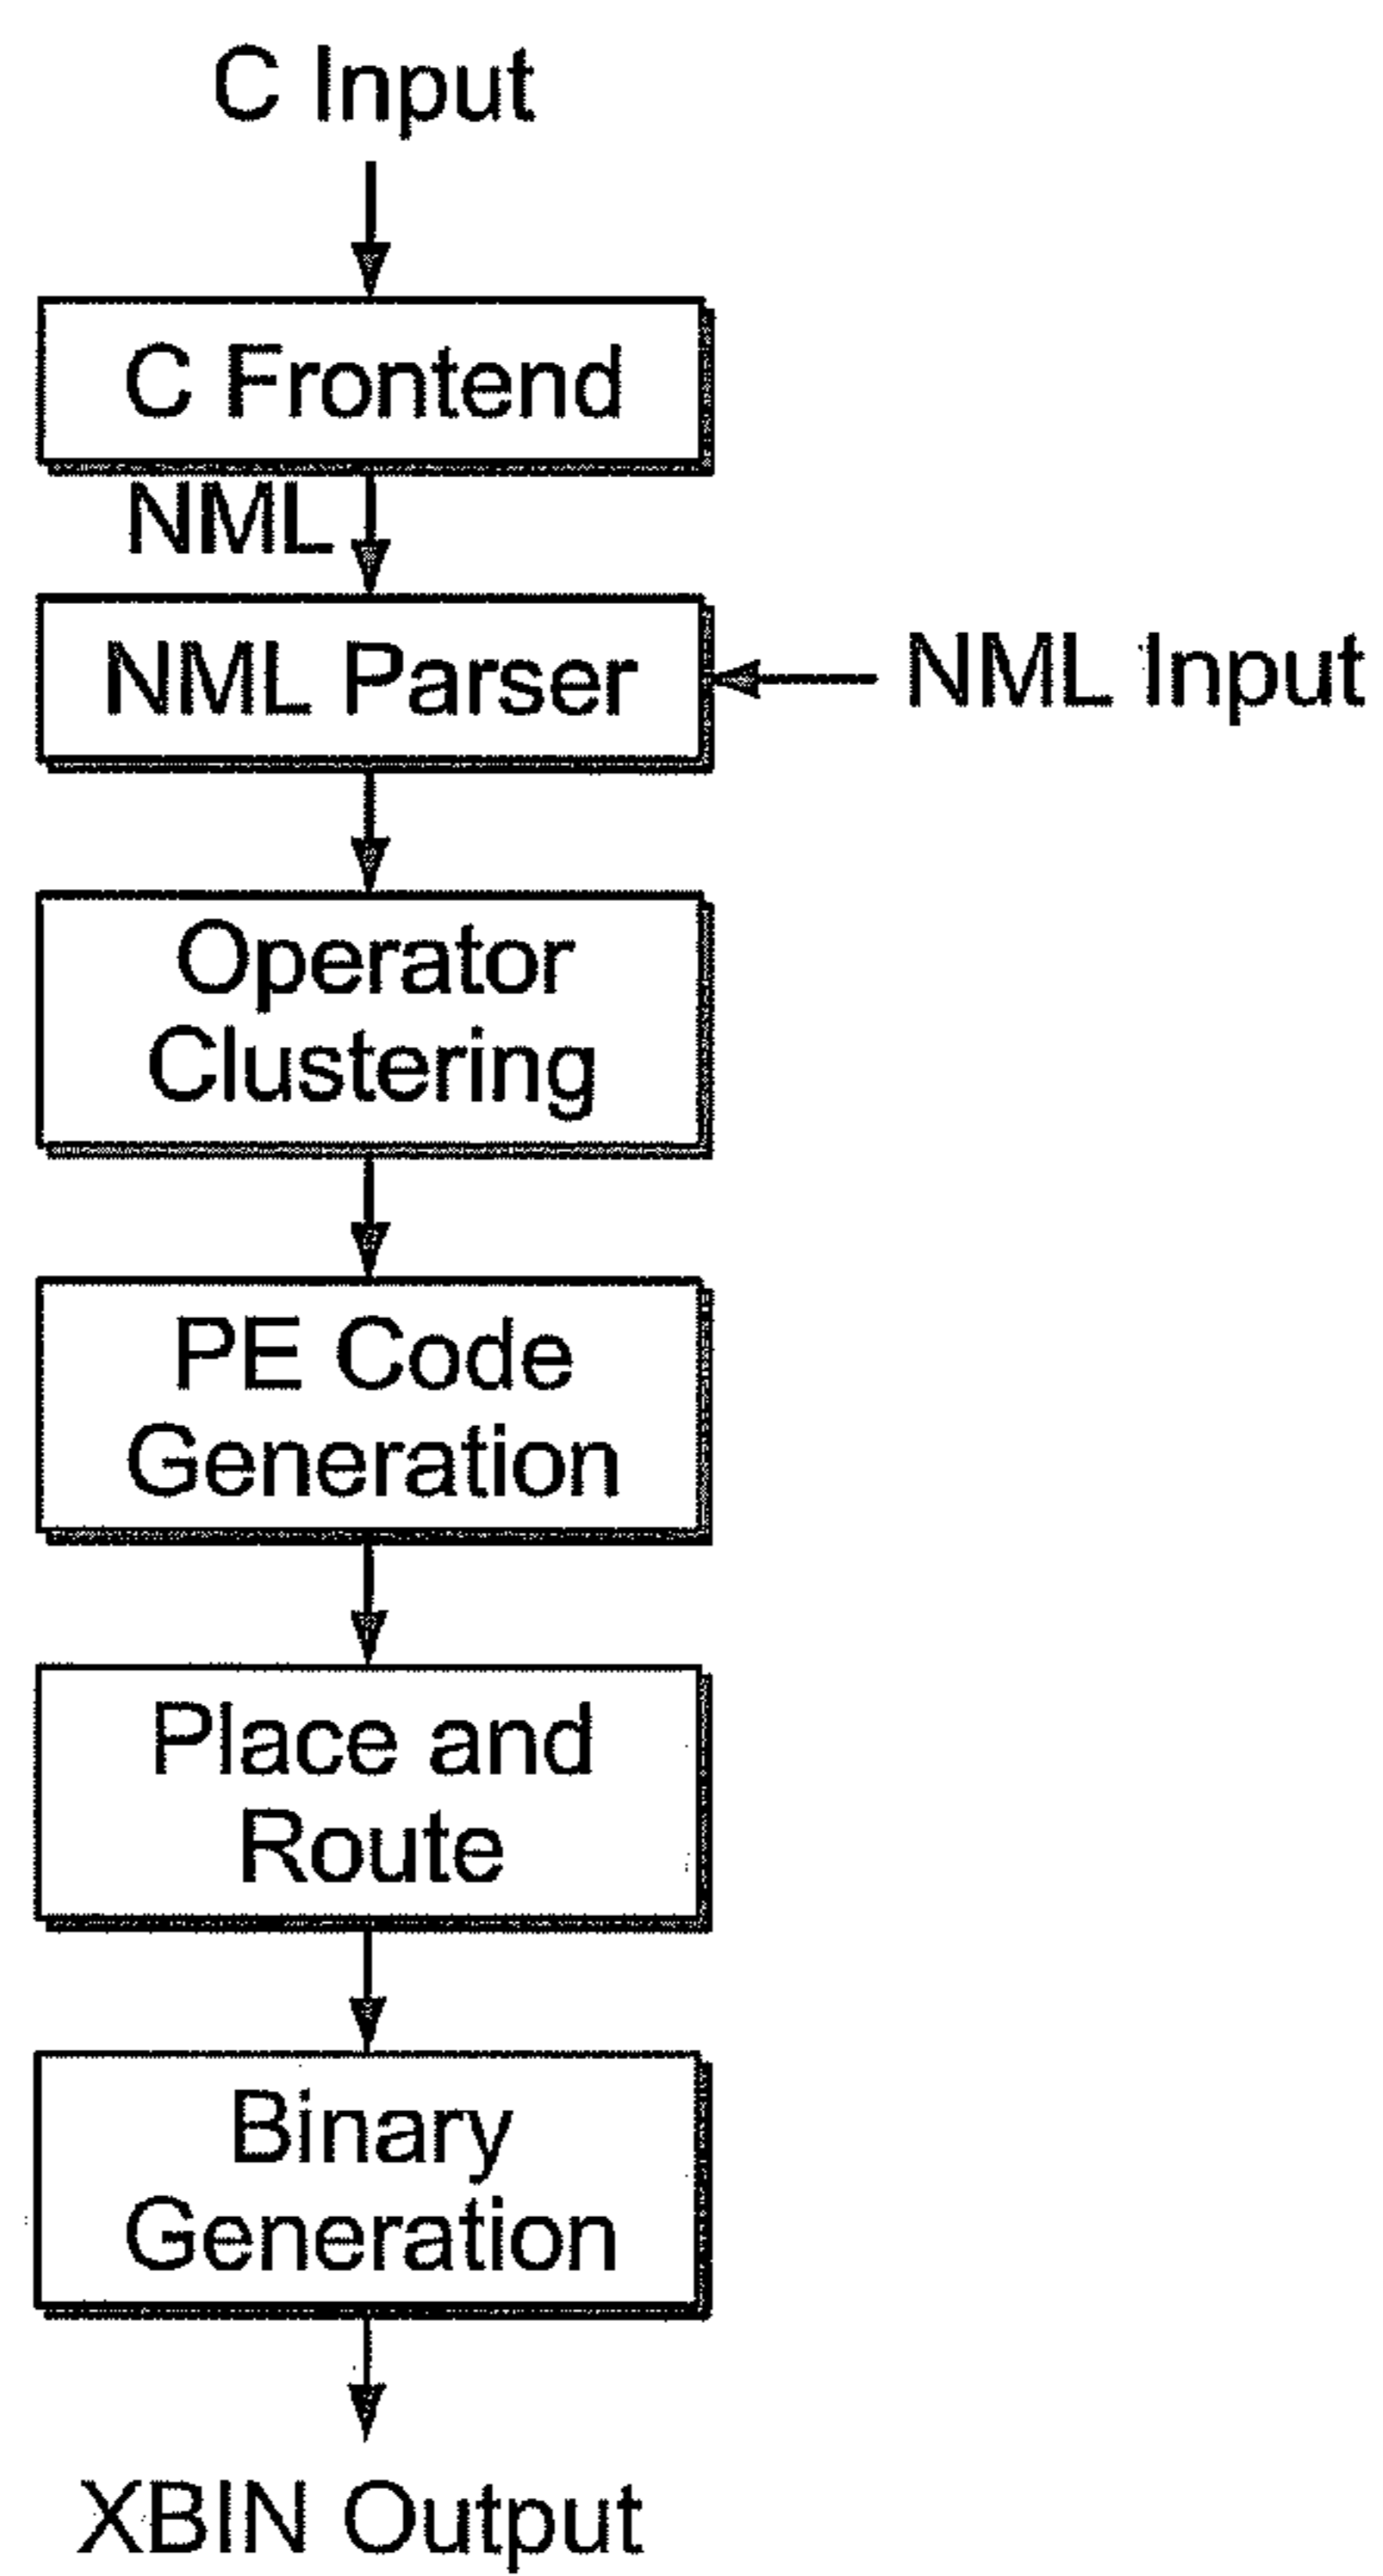 C Input
C Frontend
NML
NML Parser
NML Input
Operator
Clustering
PE Code
Generation
Place and
Route
Binary
Generation
XBIN Output